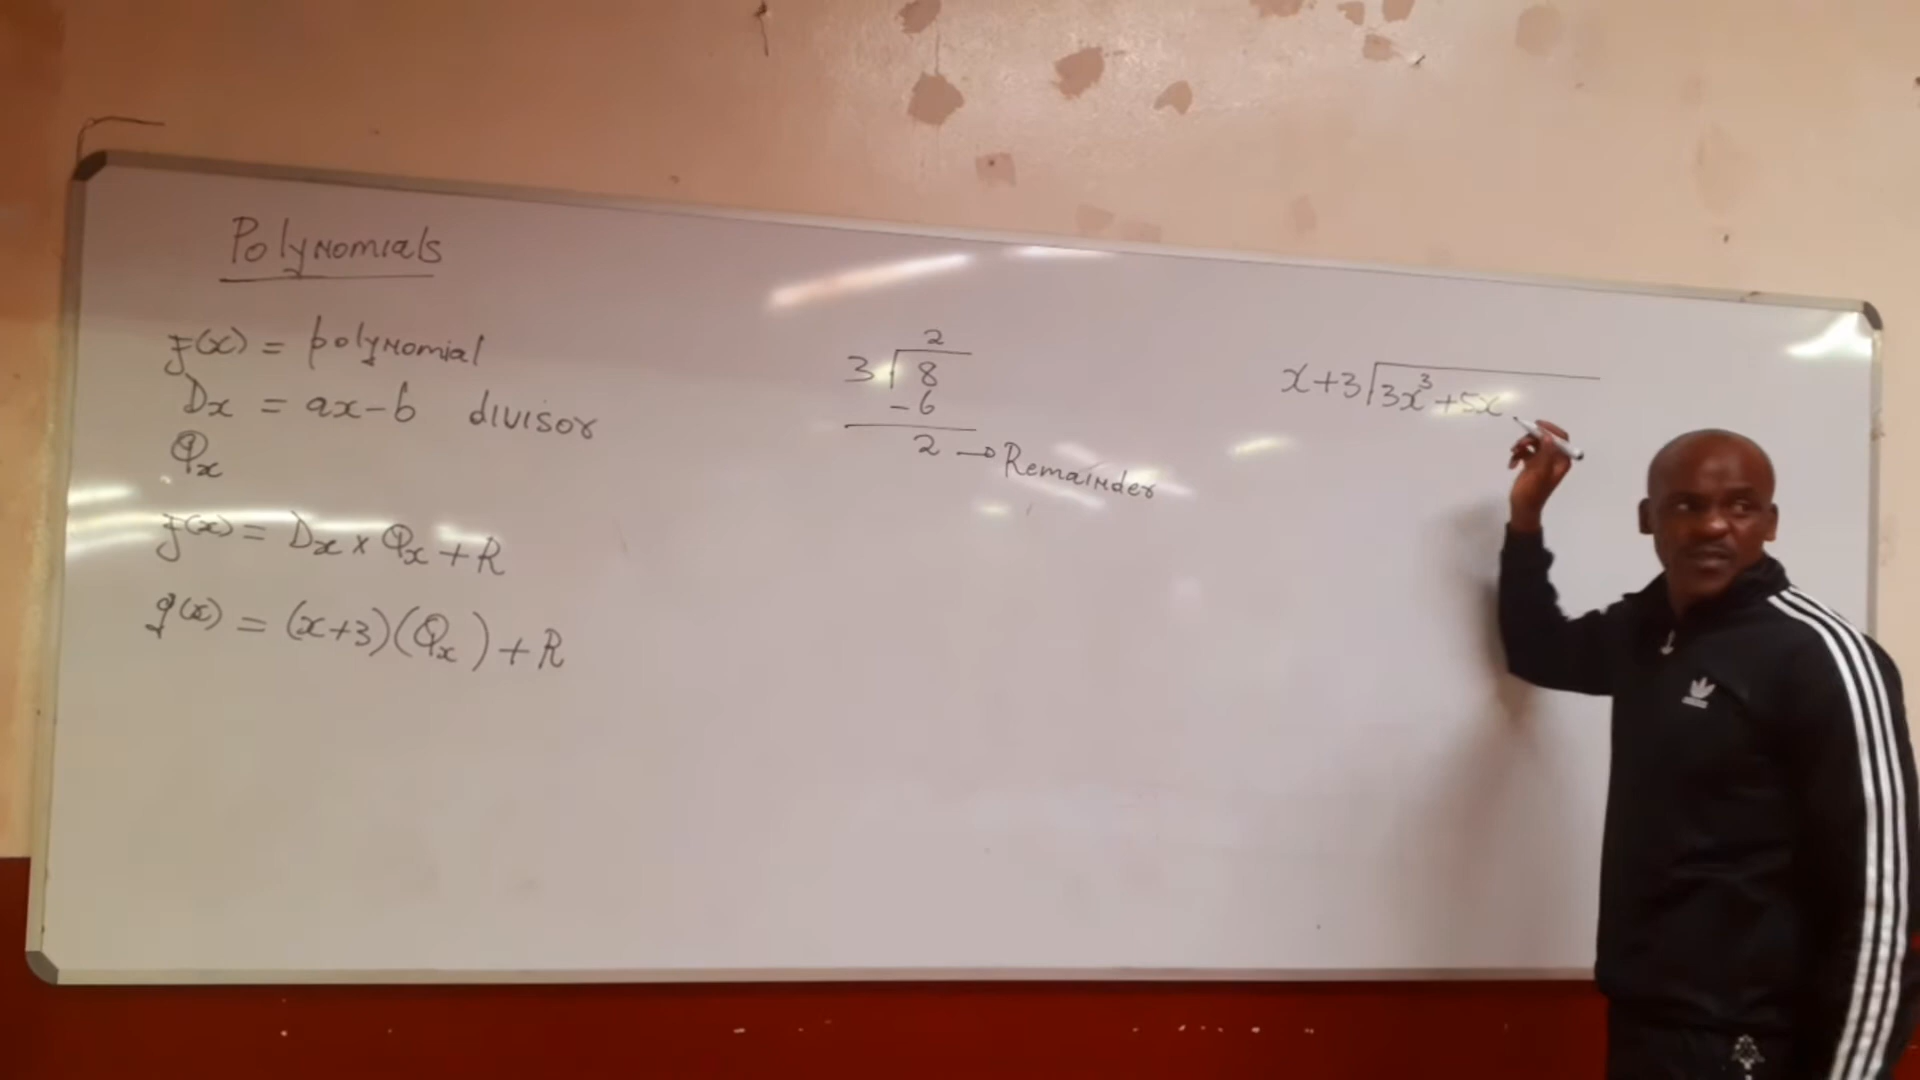 Polynomials
f(x) = polynomial
Dx = ax-b divisor
Qx
f(x) = Dx x Qx + R
g(x) = (x+3)(Qx) + R
2
3 8
-6
2 → Remainder
x+3 3x³+5x